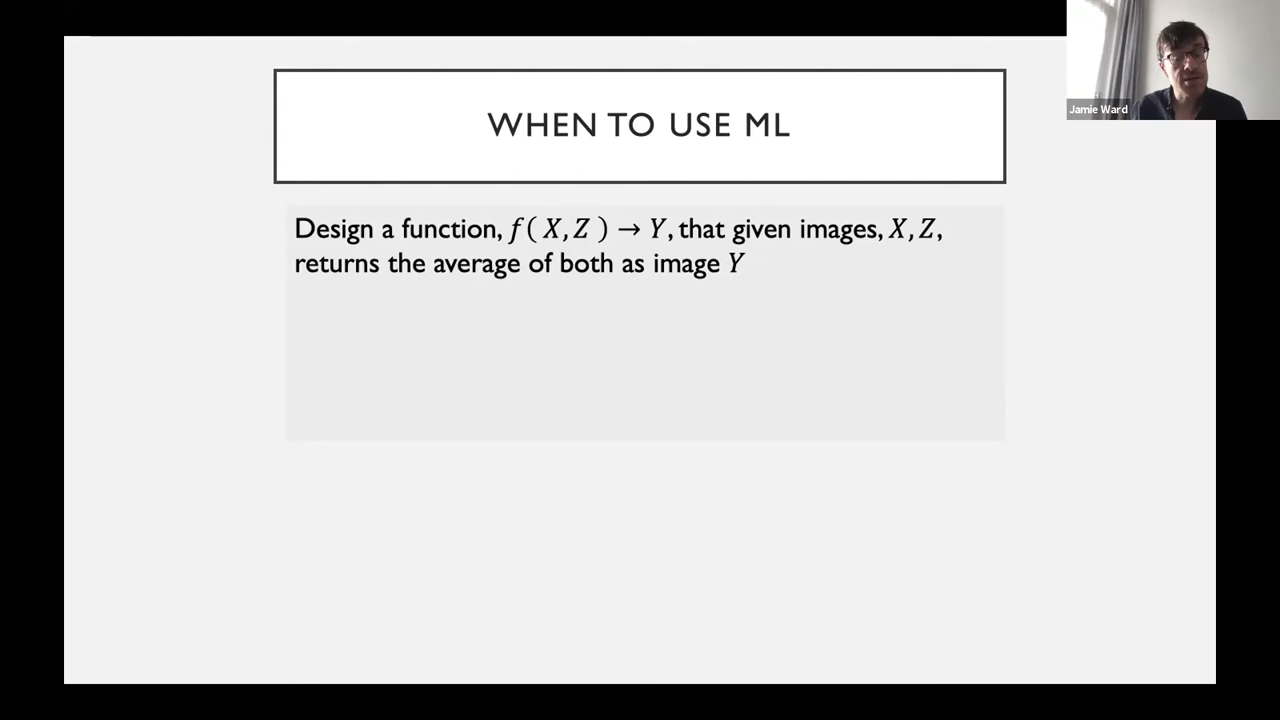 WHEN TO USE ML
Jamie Ward
Design a function, f ( X, Z ) → Y, that given images, X, Z,
returns the average of both as image Y